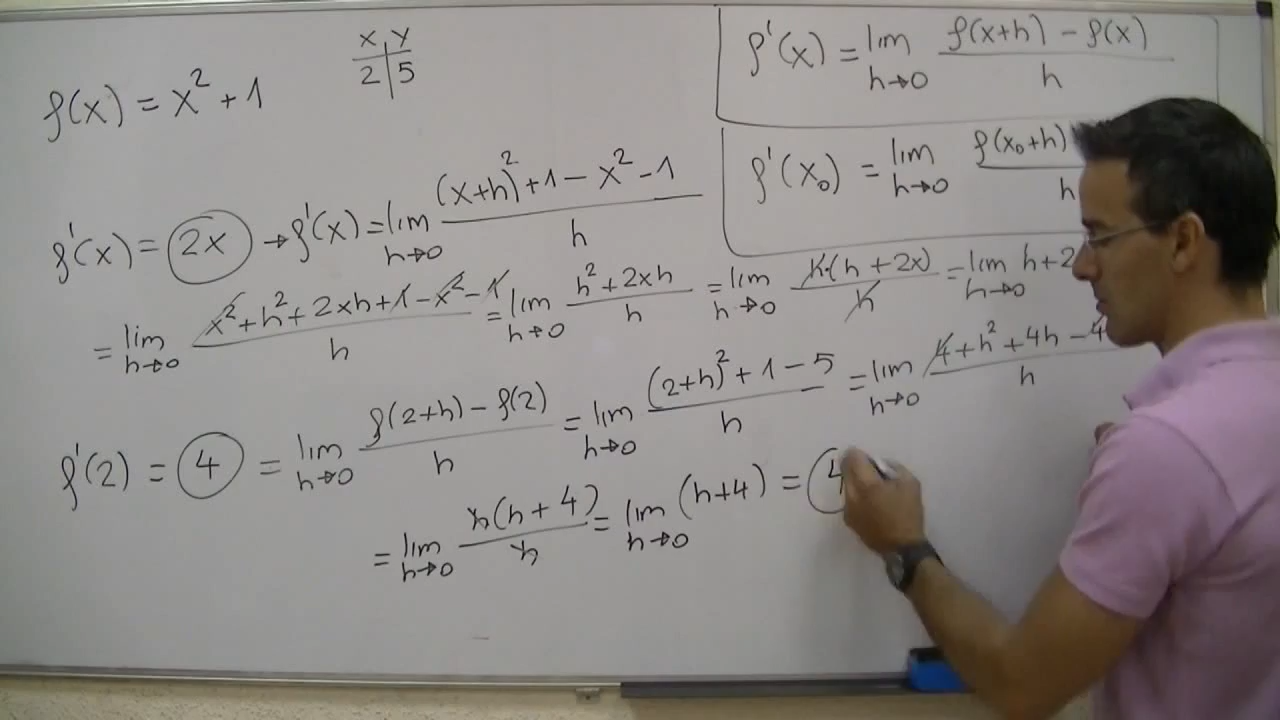 f(x) = x² + 1
x y
2 5
f'(x) = lim h→0 f(x+h) − f(x) / h
f'(x₀) = lim h→0 f(x₀+h) / h
f'(x) = 2x → f'(x) = lim h→0 (x+h)² + 1 − x² − 1 / h
= lim h→0 x² + h² + 2xh + 1 − x² − 1 / h = lim h→0 h² + 2xh / h = lim h→0 h·(h + 2x) / h = lim h→0 h + 2
f'(2) = 4 = lim h→0 f(2+h) − f(2) / h = lim h→0 (2+h)² + 1 − 5 / h = lim h→0 4 + h² + 4h − 4 / h
= lim h→0 h(h + 4) / h = lim h→0 (h+4) = 4